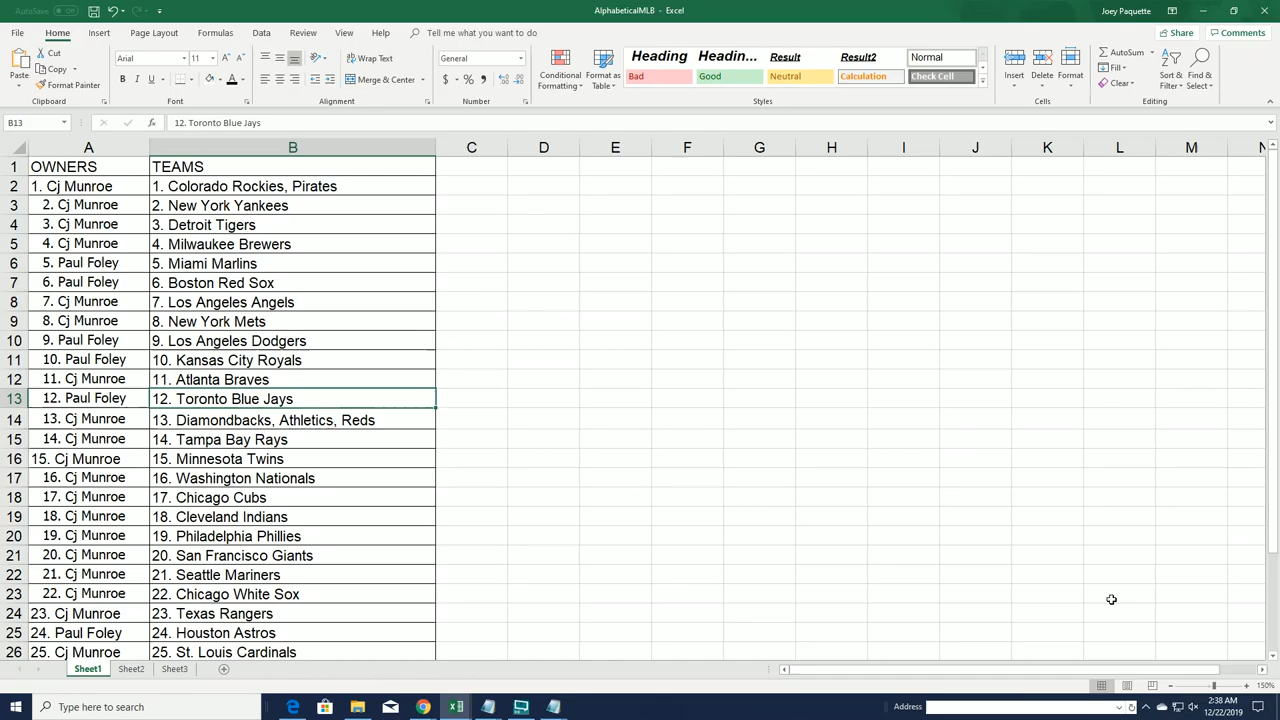 AutoSave Off
AlphabeticalMLB - Excel
Joey Paquette
File Home Insert Page Layout Formulas Data Review View Help Tell me what you want to do Share Comments
Paste Cut Copy Format Painter Clipboard
Arial 11 Font
Wrap Text Merge & Center Alignment
General Number
Conditional Formatting Format as Table
Heading Headin... Result Result2 Normal
Bad Good Neutral Calculation Check Cell
Styles
Insert Delete Format Cells
AutoSum Fill Clear Sort & Filter Find & Select Editing
B13 12. Toronto Blue Jays
A B C D E F G H I J K L M N
1 OWNERS TEAMS
2 1. Cj Munroe 1. Colorado Rockies, Pirates
3 2. Cj Munroe 2. New York Yankees
4 3. Cj Munroe 3. Detroit Tigers
5 4. Cj Munroe 4. Milwaukee Brewers
6 5. Paul Foley 5. Miami Marlins
7 6. Paul Foley 6. Boston Red Sox
8 7. Cj Munroe 7. Los Angeles Angels
9 8. Cj Munroe 8. New York Mets
10 9. Paul Foley 9. Los Angeles Dodgers
11 10. Paul Foley 10. Kansas City Royals
12 11. Cj Munroe 11. Atlanta Braves
13 12. Paul Foley 12. Toronto Blue Jays
14 13. Cj Munroe 13. Diamondbacks, Athletics, Reds
15 14. Cj Munroe 14. Tampa Bay Rays
16 15. Cj Munroe 15. Minnesota Twins
17 16. Cj Munroe 16. Washington Nationals
18 17. Cj Munroe 17. Chicago Cubs
19 18. Cj Munroe 18. Cleveland Indians
20 19. Cj Munroe 19. Philadelphia Phillies
21 20. Cj Munroe 20. San Francisco Giants
22 21. Cj Munroe 21. Seattle Mariners
23 22. Cj Munroe 22. Chicago White Sox
24 23. Cj Munroe 23. Texas Rangers
25 24. Paul Foley 24. Houston Astros
26 25. Cj Munroe 25. St. Louis Cardinals
Sheet1 Sheet2 Sheet3
150%
Type here to search
Address
2:38 AM
12/22/2019